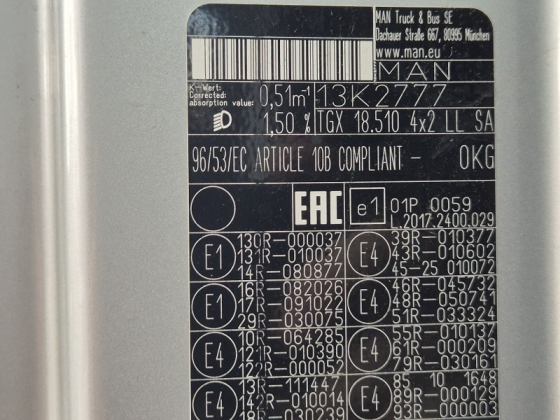 MAN Truck & Bus SE
Dachauer Straße 667, 80995 München
www.man.eu
MAN
K-Wert:
Corrected:
absorption value:
0,51m-1
13K2777
1,50 %
TGX 18.510 4x2 LL SA
96/53/EC ARTICLE 10B COMPLIANT - 0KG
EAC
e1
01P 0059
L.2017.2400.029
E1
130R-000037
131R-010037
14R-080877
E4
39R-010377
43R-010602
45-25 010072
E1
16R-082026
17R-091022
29R-030075
E4
46R-045732
48R-050741
51R-033324
E4
10R-064285
121R-010390
122R-000052
E4
55R-010137
61R-000209
79R-030161
E4
13R-111447
142R-010014
18R-030239
E4
85 10 1648
89R-000129
93R-00000